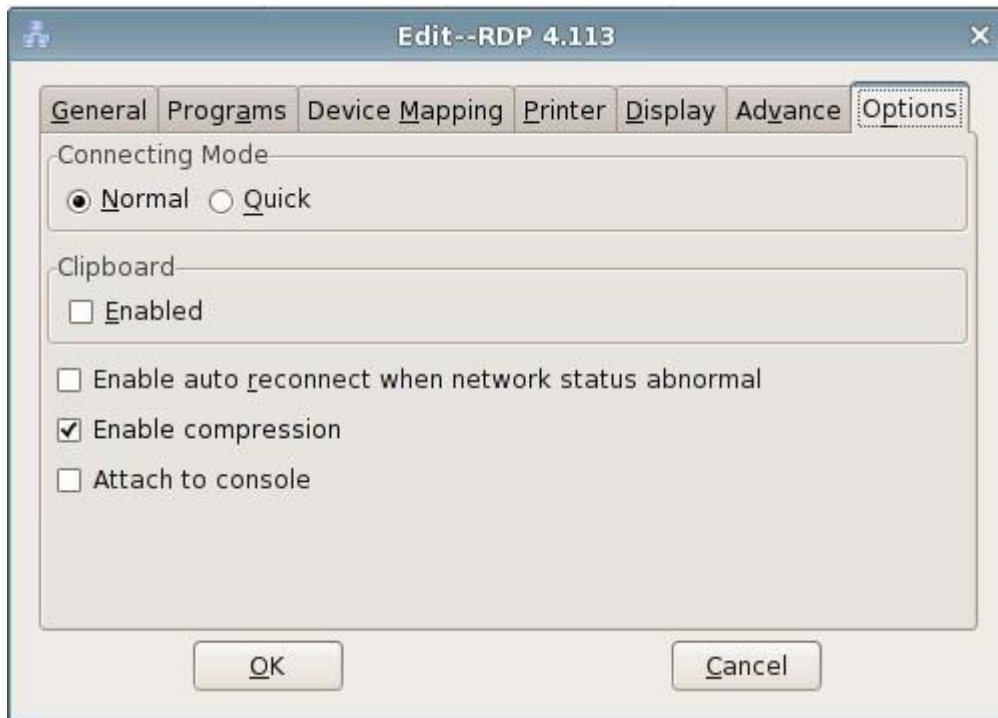 Edit--RDP 4.113
General Programs Device Mapping Printer Display Advance Options
Connecting Mode
Normal Quick
Clipboard
Enabled
Enable auto reconnect when network status abnormal
Enable compression
Attach to console
OK Cancel